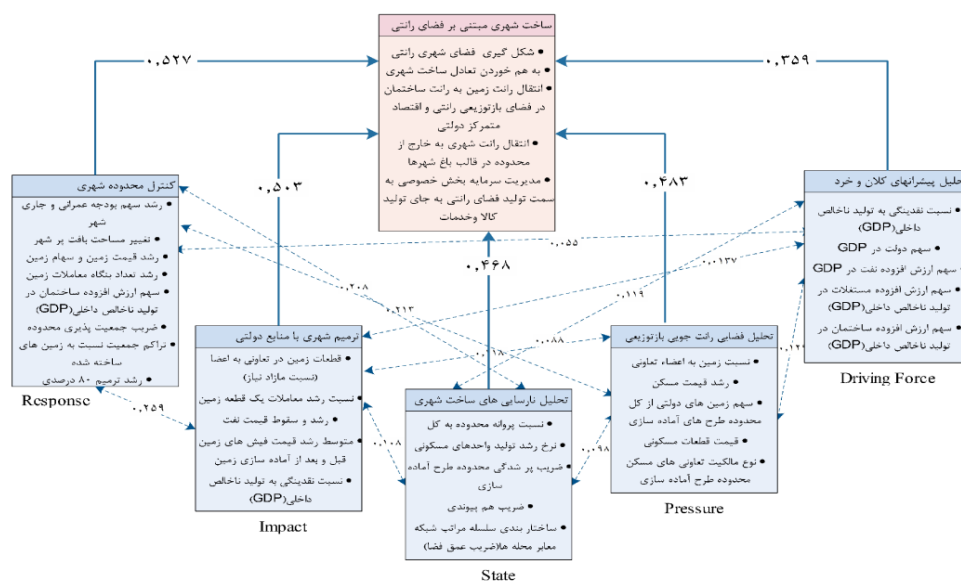 ساخت شهری مبتنی بر فضای رانتی
● شکل گیری فضای شهری رانتی
● به هم خوردن تعادل ساخت شهری
● انتقال رانت زمین به رانت ساختمان
در فضای بازتوزیعی رانتی و اقتصاد
متمرکز دولتی
● انتقال رانت شهری به خارج از
محدوده در قالب باغ شهرها
● مدیریت سرمایه بخش خصوصی به
سمت تولید فضای رانتی به جای تولید
کالا وخدمات
۰٫۳۵۹
۰٫۵۲۷
۰٫۴۸۳
۰٫۵۰۳
۰٫۴۶۸
تحلیل پیشرانهای کلان و خرد
● نسبت نقدینگی به تولید ناخالص
داخلی(GDP)
● سهم دولت در GDP
● سهم ارزش افزوده نفت در GDP
● سهم ارزش افزوده مستغلات در
تولید ناخالص داخلی(GDP)
● سهم ارزش افزوده ساختمان در
تولید ناخالص داخلی(GDP)
Driving Force
کنترل محدوده شهری
● رشد سهم بودجه عمرانی و جاری
شهر
● تغییر مساحت بافت پر شهر
● رشد قیمت زمین و سهام زمین
● رشد تعداد بنگاه معاملات زمین
● سهم ارزش افزوده ساختمان در
تولید ناخالص داخلی(GDP)
● ضریب جمعیت پذیری محدوده
● تراکم جمعیت نسبت به زمین های
ساخته شده
● رشد ترمیم ۸۰ درصدی
Response
۰٫۰۵۵
۰٫۰۱۳۷
۰٫۱۱۹
۰٫۲۰۸
۰٫۲۱۳
۰٫۰۸۸
۰٫۲۵۹
۰٫۱۰۸
۰٫۰۹۸
تحلیل فضایی رانت جویی بازتوزیعی
● نسبت زمین به اعضاء تعاونی
● رشد قیمت مسکن
● سهم زمین های دولتی از کل
محدوده طرح های آماده سازی
● قیمت قطعات مسکونی
● نوع مالکیت تعاونی های مسکن
محدوده طرح آماده سازی
Pressure
ترمیم شهری با منابع دولتی
● قطعات زمین در تعاونی به اعضا
(نسبت مازاد نیاز)
● نسبت رشد معاملات یک قطعه زمین
● رشد و سقوط قیمت نفت
● متوسط رشد قیمت فیش های زمین
قبل و بعد از آماده سازی زمین
● نسبت نقدینگی به تولید ناخالص
داخلی(GDP)
Impact
تحلیل نارسایی های ساخت شهری
● نسبت پروانه محدوده به کل
● نرخ رشد تولید واحدهای مسکونی
● ضریب پر شدگی محدوده طرح آماده
سازی
● ضریب هم پیوندی
● ساختار بندی سلسله مراتب شبکه
معابر محله ها(ضریب عمق فضا)
State